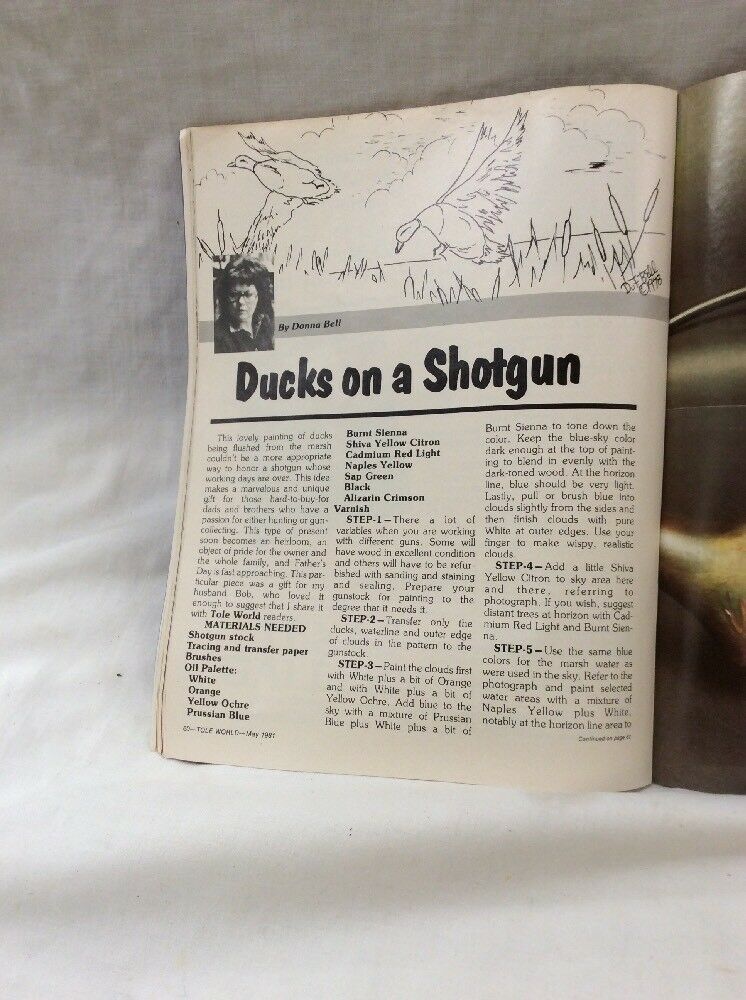 D.F. Bell
© 1978
By Donna Bell
Ducks on a Shotgun
This lovely painting of ducks
being flushed from the marsh
couldn't be a more appropriate
way to honor a shotgun whose
working days are over. This idea
makes a marvelous and unique
gift for those hard-to-buy-for
dads and brothers who have a
passion for either hunting or gun-
collecting. This type of present
soon becomes an heirloom, an
object of pride for the owner and
the whole family, and Father's
Day is fast approaching. This par-
ticular piece was a gift for my
husband, Bob, who loved it
enough to suggest that I share it
with Tole World readers.
MATERIALS NEEDED
Shotgun stock
Tracing and transfer paper
Brushes
Oil Palette:
White
Orange
Yellow Ochre
Prussian Blue
Burnt Sienna
Shiva Yellow Citron
Cadmium Red Light
Naples Yellow
Sap Green
Black
Alizarin Crimson
Varnish
STEP-1—There a lot of
variables when you are working
with different guns. Some will
have wood in excellent condition
and others will have to be refur-
bished with sanding and staining
and sealing. Prepare your
gunstock for painting to the
degree that it needs it.
STEP-2—Transfer only the
ducks, waterline and outer edge
of clouds in the pattern to the
gunstock.
STEP-3—Paint the clouds first
with White plus a bit of Orange
and with White plus a bit of
Yellow Ochre. Add blue to the
sky with a mixture of Prussian
Blue plus White plus a bit of
Burnt Sienna to tone down the
color. Keep the blue-sky color
dark enough at the top of paint-
ing to blend in evenly with the
dark-toned wood. At the horizon
line, blue should be very light.
Lastly, pull or brush blue into
clouds slightly from the sides and
then finish clouds with pure
White at outer edges. Use your
finger to make wispy, realistic
clouds.
STEP-4—Add a little Shiva
Yellow Citron to sky area here
and there, referring to
photograph. If you wish, suggest
distant trees at horizon with Cad-
mium Red Light and Burnt Sien-
na.
STEP-5—Use the same blue
colors for the marsh water as
were used in the sky. Refer to the
photograph and paint selected
water areas with a mixture of
Naples Yellow plus White,
notably at the horizon line area to
60—TOLE WORLD—May 1981
Continued on page